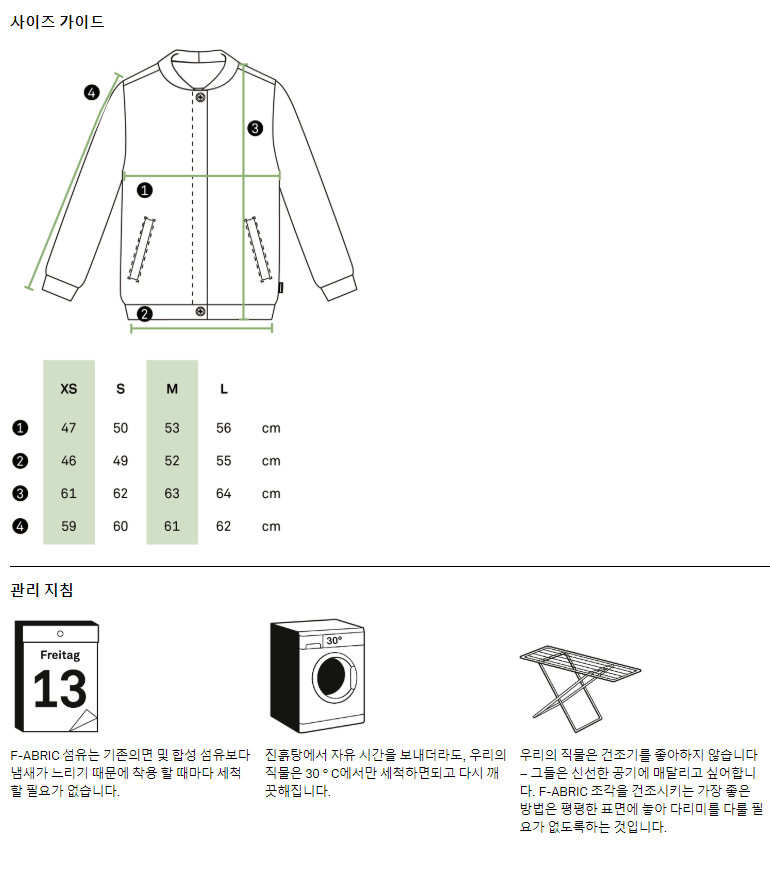 사이즈 가이드
4
3
1
2
XS S M L
1 47 50 53 56 cm
2 46 49 52 55 cm
3 61 62 63 64 cm
4 59 60 61 62 cm
관리 지침
Freitag
13
30°
F-ABRIC 섬유는 기존의면 및 합성 섬유보다
냄새가 느리기 때문에 착용 할 때마다 세척
할 필요가 없습니다.
진흙탕에서 자유 시간을 보내더라도, 우리의
직물은 30 ° C에서만 세척하면되고 다시 깨
끗해집니다.
우리의 직물은 건조기를 좋아하지 않습니다
– 그들은 신선한 공기에 매달리고 싶어합니
다. F-ABRIC 조각을 건조시키는 가장 좋은
방법은 평평한 표면에 놓아 다리미를 다룰 필
요가 없도록하는 것입니다.